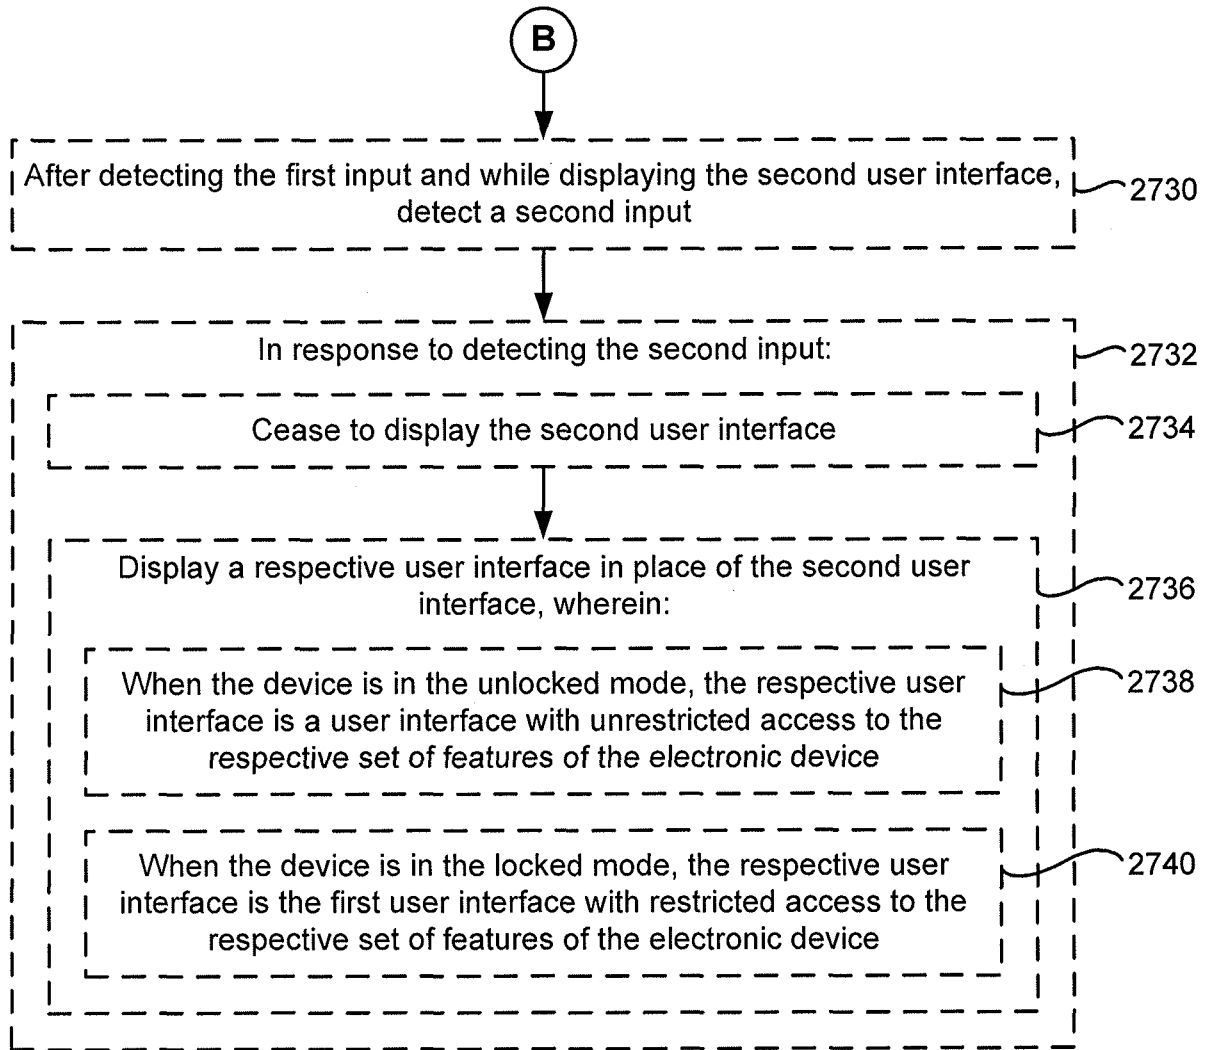 B
After detecting the first input and while displaying the second user interface,
detect a second input
2730
In response to detecting the second input:
2732
Cease to display the second user interface
2734
Display a respective user interface in place of the second user
interface, wherein:
2736
When the device is in the unlocked mode, the respective user
interface is a user interface with unrestricted access to the
respective set of features of the electronic device
2738
When the device is in the locked mode, the respective user
interface is the first user interface with restricted access to the
respective set of features of the electronic device
2740